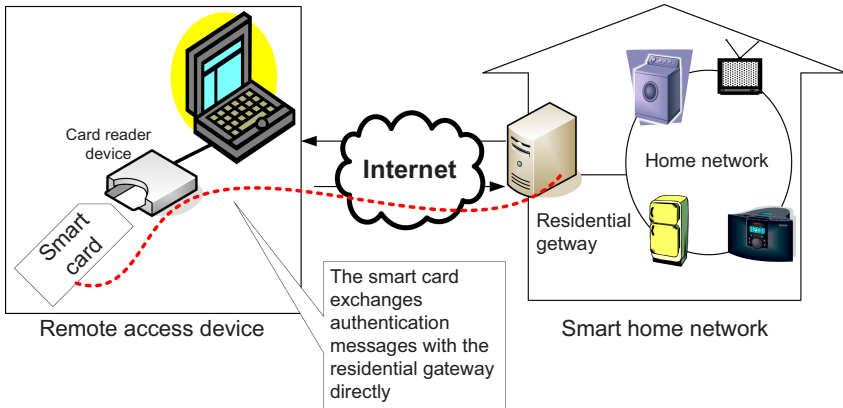 Card reader
device
Smart
card
Internet
Home network
Residential
getway
The smart card
exchanges
authentication
messages with the
residential gateway
directly
Remote access device
Smart home network